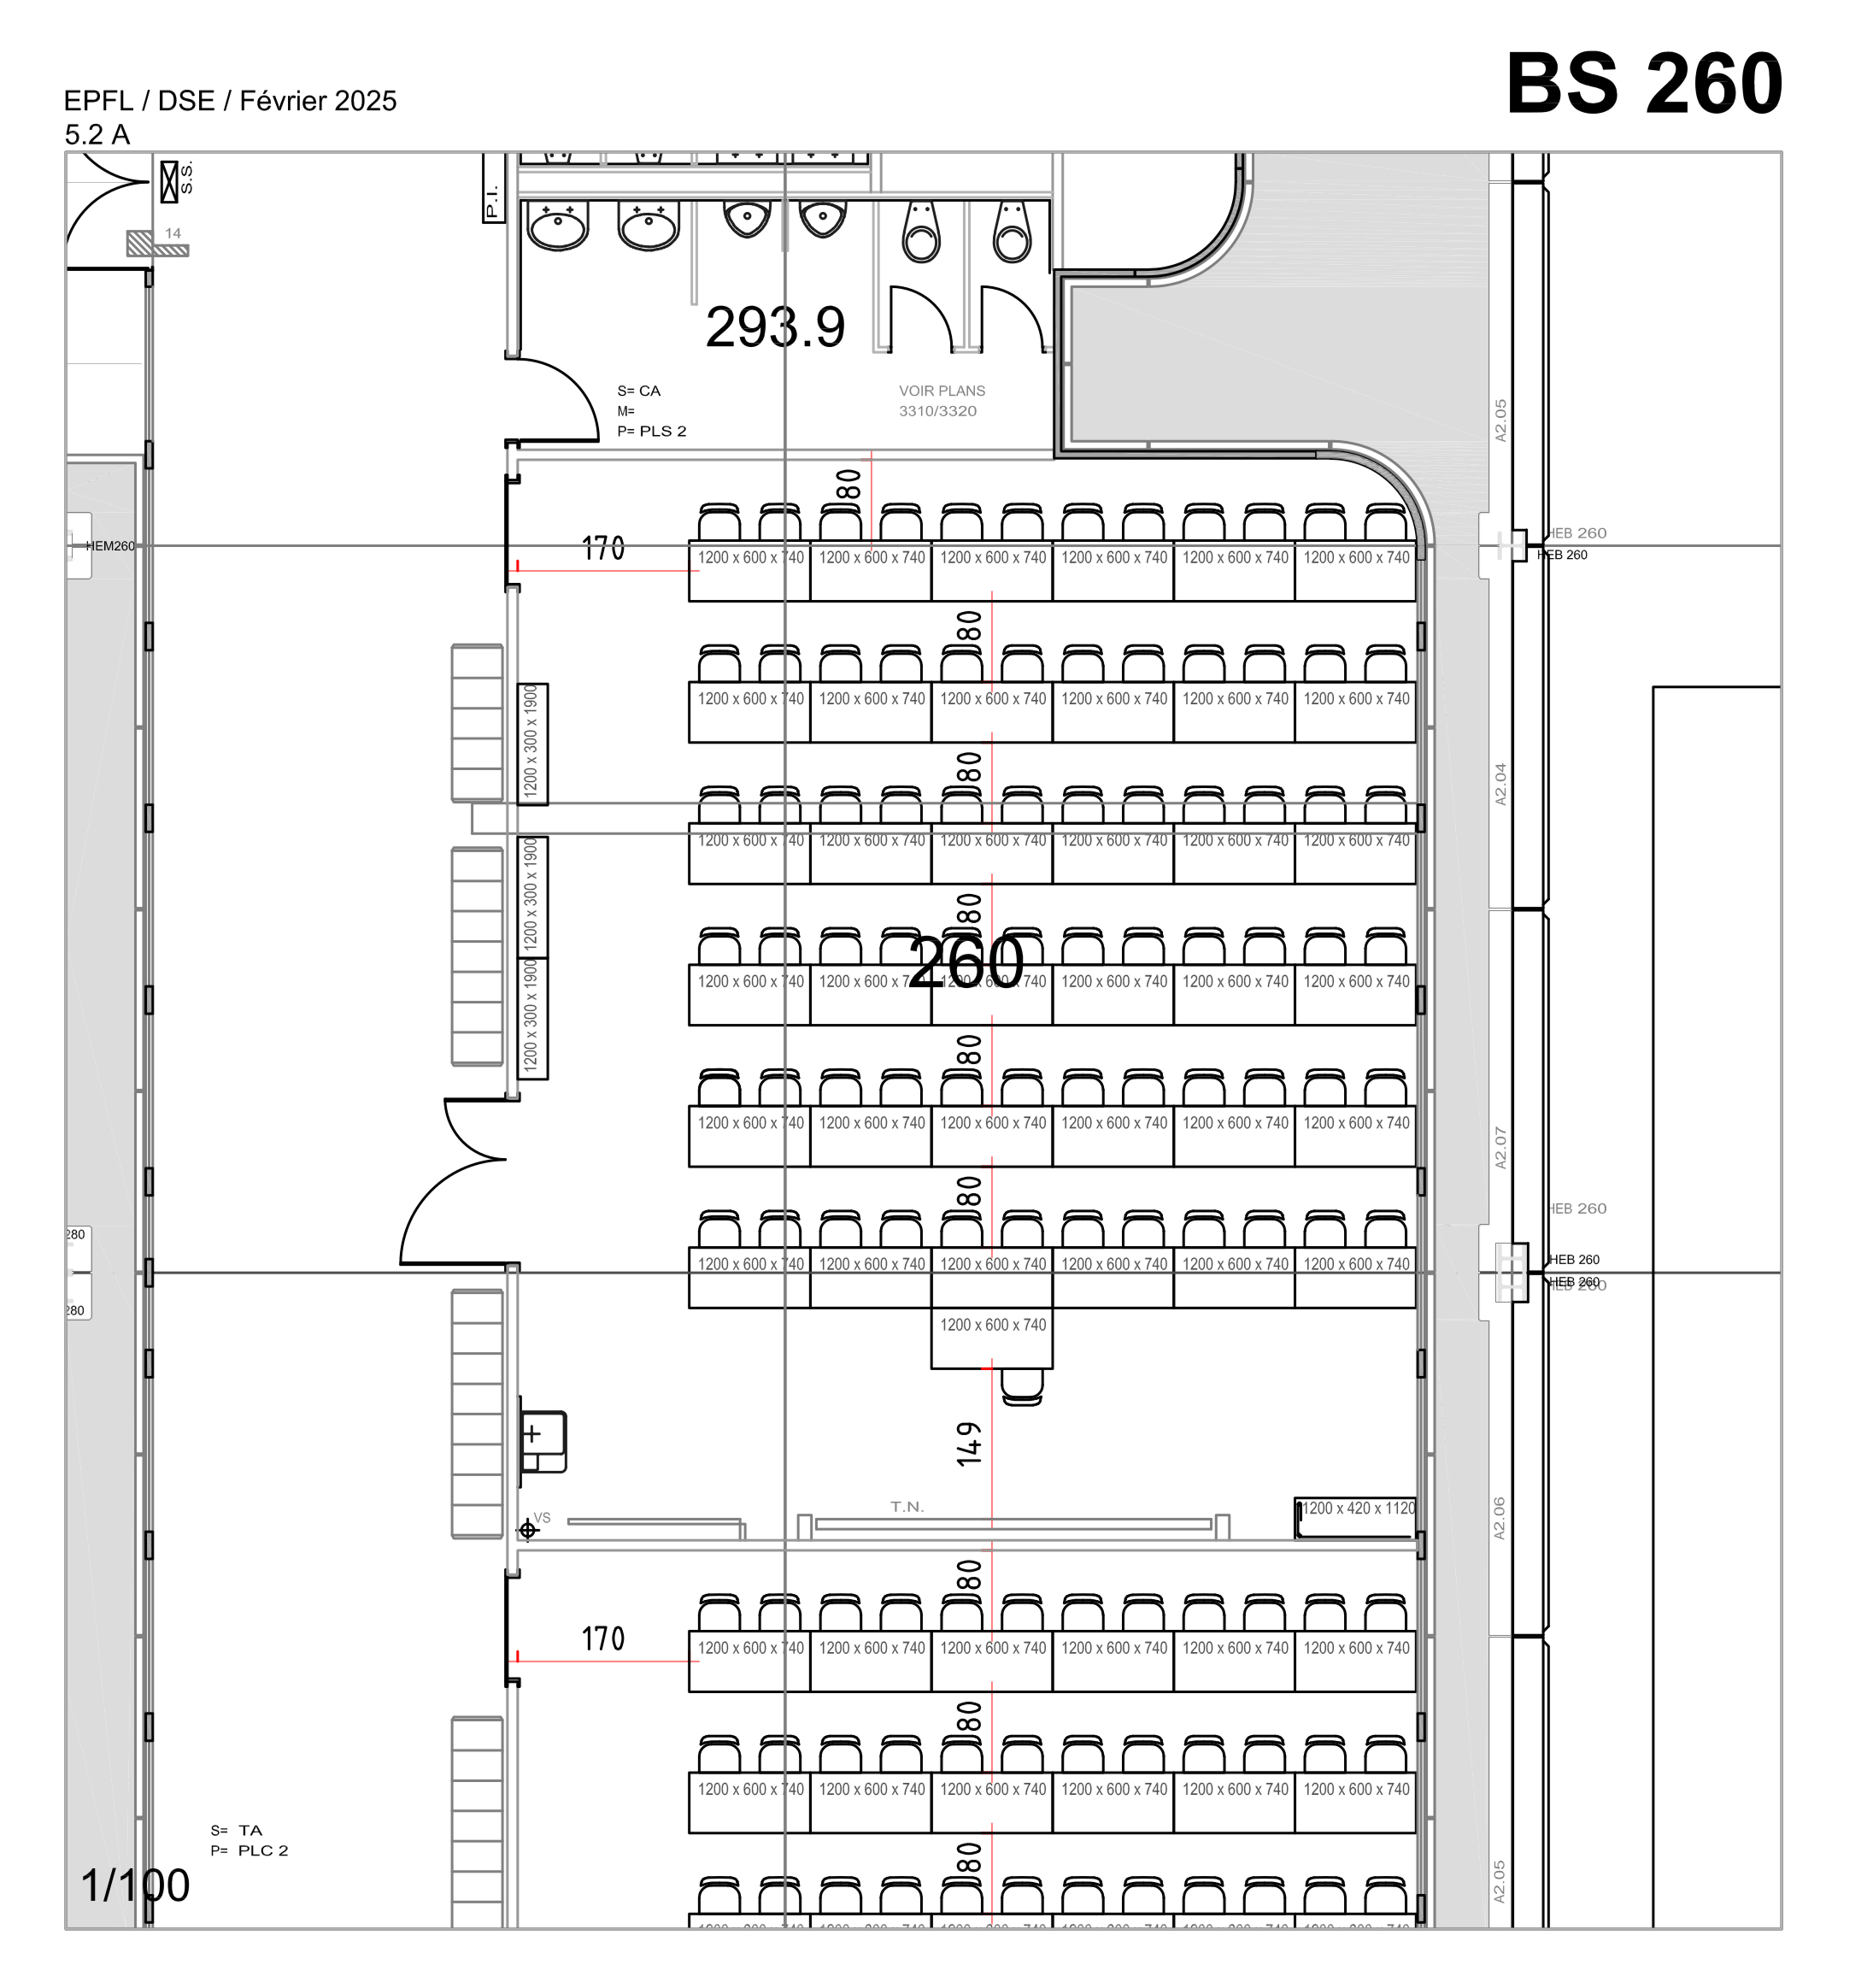 BS 260
EPFL / DSE / Février 2025
5.2 A
S.S.
P.I.
14
293.9
S= CA
M=
P= PLS 2
VOIR PLANS
3310/3320
A2.05
80
170
HEM260
HEB 260
HEB 260
1200 x 600 x 740 1200 x 600 x 740 1200 x 600 x 740 1200 x 600 x 740 1200 x 600 x 740 1200 x 600 x 740
80
1200 x 600 x 740 1200 x 600 x 740 1200 x 600 x 740 1200 x 600 x 740 1200 x 600 x 740 1200 x 600 x 740
1200 x 300 x 1900
80
A2.04
1200 x 600 x 740 1200 x 600 x 740 1200 x 600 x 740 1200 x 600 x 740 1200 x 600 x 740 1200 x 600 x 740
1200 x 300 x 1900
80
260
1200 x 600 x 740 1200 x 600 x 740 1200 x 600 x 740 1200 x 600 x 740 1200 x 600 x 740 1200 x 600 x 740
1200 x 300 x 1900
80
1200 x 600 x 740 1200 x 600 x 740 1200 x 600 x 740 1200 x 600 x 740 1200 x 600 x 740 1200 x 600 x 740
A2.07
80
HEB 260
280
1200 x 600 x 740 1200 x 600 x 740 1200 x 600 x 740 1200 x 600 x 740 1200 x 600 x 740 1200 x 600 x 740
HEB 260
HEB 260
HEB 260
280
1200 x 600 x 740
149
T.N.
1200 x 420 x 1120
VS
A2.06
80
170
1200 x 600 x 740 1200 x 600 x 740 1200 x 600 x 740 1200 x 600 x 740 1200 x 600 x 740 1200 x 600 x 740
80
1200 x 600 x 740 1200 x 600 x 740 1200 x 600 x 740 1200 x 600 x 740 1200 x 600 x 740 1200 x 600 x 740
S= TA
P= PLC 2
80
A2.05
1/100